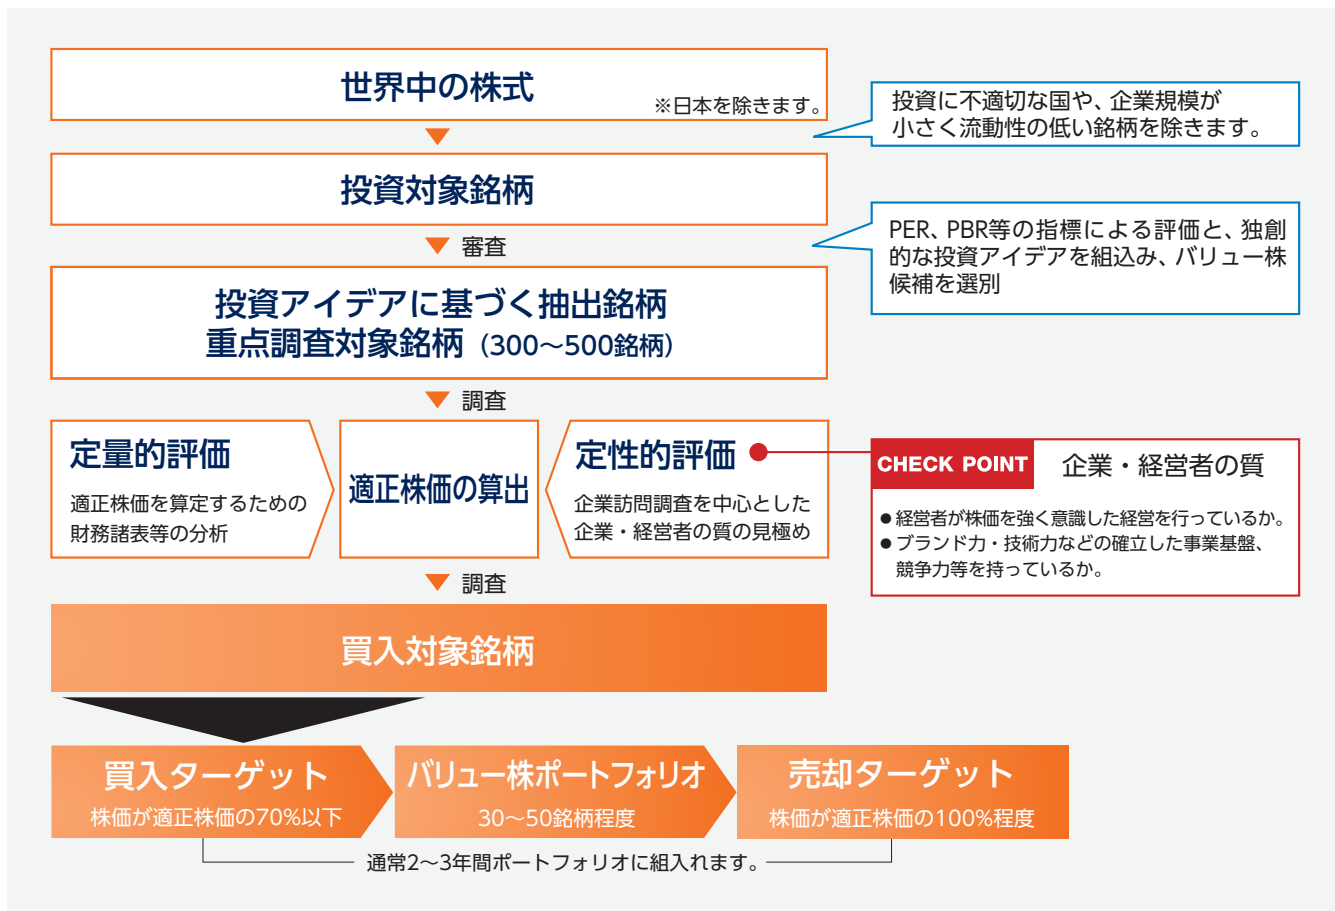 世界中の株式
※日本を除きます。
投資に不適切な国や、企業規模が
小さく流動性の低い銘柄を除きます。
投資対象銘柄
審査
PER、PBR等の指標による評価と、独創
的な投資アイデアを組込み、バリュー株
候補を選別
投資アイデアに基づく抽出銘柄
重点調査対象銘柄（300～500銘柄）
調査
定量的評価
適正株価を算定するための
財務諸表等の分析
適正株価の算出
定性的評価
企業訪問調査を中心とした
企業・経営者の質の見極め
CHECK POINT 企業・経営者の質
●経営者が株価を強く意識した経営を行っているか。
●ブランド力・技術力などの確立した事業基盤、
競争力等を持っているか。
調査
買入対象銘柄
買入ターゲット
株価が適正株価の70%以下
バリュー株ポートフォリオ
30～50銘柄程度
売却ターゲット
株価が適正株価の100%程度
通常2～3年間ポートフォリオに組入れます。